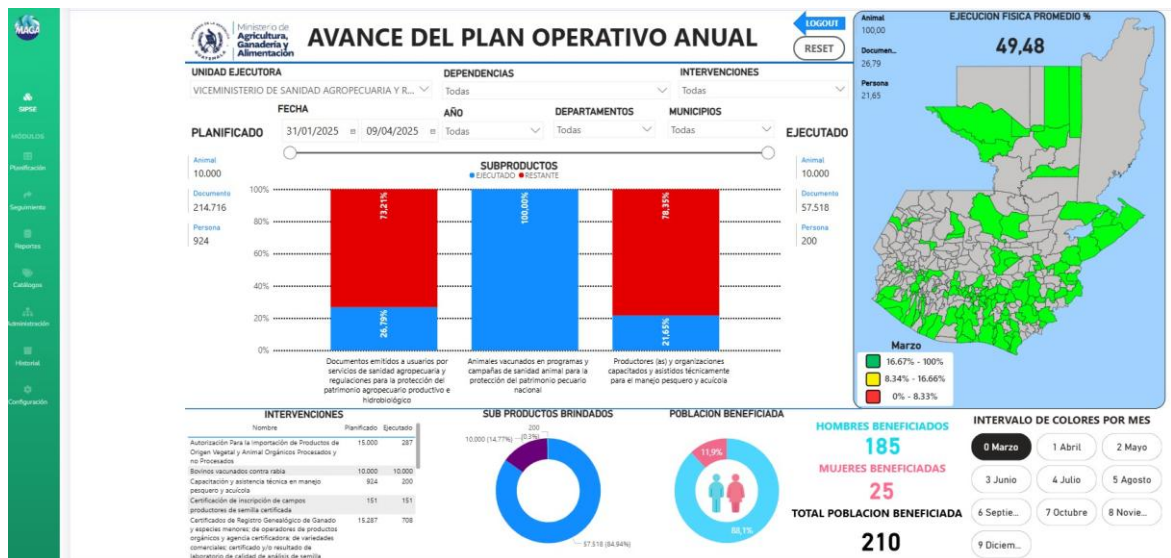 MAGA
SIPSE
MÓDULOS
Planificación
Seguimiento
Reportes
Catálogos
Administración
Historial
Configuración
Ministerio de
Agricultura,
Ganadería y
Alimentación
AVANCE DEL PLAN OPERATIVO ANUAL
LOGOUT
RESET
UNIDAD EJECUTORA
VICEMINISTERIO DE SANIDAD AGROPECUARIA Y R...
DEPENDENCIAS
Todas
INTERVENCIONES
Todas
FECHA
31/01/2025
09/04/2025
AÑO
Todas
DEPARTAMENTOS
Todas
MUNICIPIOS
Todas
PLANIFICADO
Animal
10.000
Documento
214.716
Persona
924
EJECUTADO
Animal
10.000
Documento
57.518
Persona
200
SUBPRODUCTOS
EJECUTADO RESTANTE
100%
80%
60%
40%
20%
0%
73,21%
26,79%
100,00%
78,35%
21,65%
Documentos emitidos a usuarios por
servicios de sanidad agropecuaria y
regulaciones para la protección del
patrimonio agropecuario productivo e
hidrobiológico
Animales vacunados en programas y
campañas de sanidad animal para la
protección del patrimonio pecuario
nacional
Productores (as) y organizaciones
capacitados y asistidos técnicamente
para el manejo pesquero y acuícola
Animal
100,00
Documen...
26,79
Persona
21,65
EJECUCION FISICA PROMEDIO %
49,48
Marzo
16.67% - 100%
8.34% - 16.66%
0% - 8.33%
INTERVENCIONES
Nombre Planificado Ejecutado
Autorización Para la Importación de Productos de 15.000 287
Origen Vegetal y Animal Orgánicos Procesados y
no Procesados
Bovinos vacunados contra rabia 10.000 10.000
Capacitación y asistencia técnica en manejo 924 200
pesquero y acuícola
Certificación de inscripción de campos 151 151
productores de semilla certificada
Certificados de Registro Genealógico de Ganado 15.287 708
y especies menores; de operadores de productos
orgánicos y agencia certificadora; de variedades
comerciales; certificado y/o resultado de
laboratorio de calidad de análisis de semilla
SUB PRODUCTOS BRINDADOS
200
(0.3%)
10.000 (14.77%)
57.518 (84.94%)
POBLACION BENEFICIADA
11,9%
88,1%
HOMBRES BENEFICIADOS
185
MUJERES BENEFICIADAS
25
TOTAL POBLACION BENEFICIADA
210
INTERVALO DE COLORES POR MES
0 Marzo
1 Abril
2 Mayo
3 Junio
4 Julio
5 Agosto
6 Septie...
7 Octubre
8 Novie...
9 Diciem...